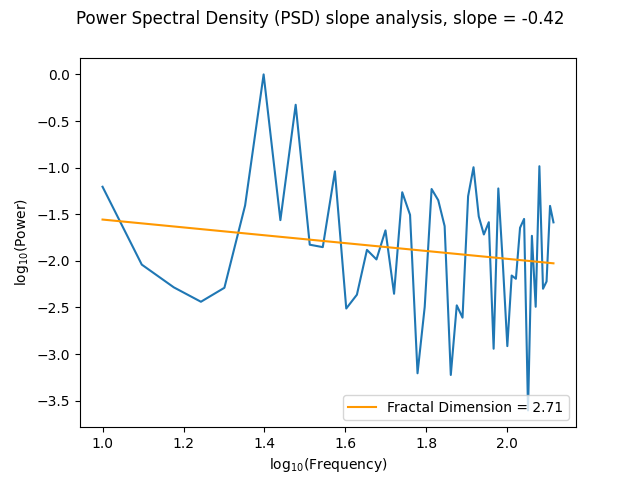 Power Spectral Density (PSD) slope analysis, slope = -0.42
0.0
−0.5
−1.0
−1.5
−2.0
−2.5
−3.0
−3.5
log₁₀(Power)
Fractal Dimension = 2.71
1.0 1.2 1.4 1.6 1.8 2.0
log₁₀(Frequency)